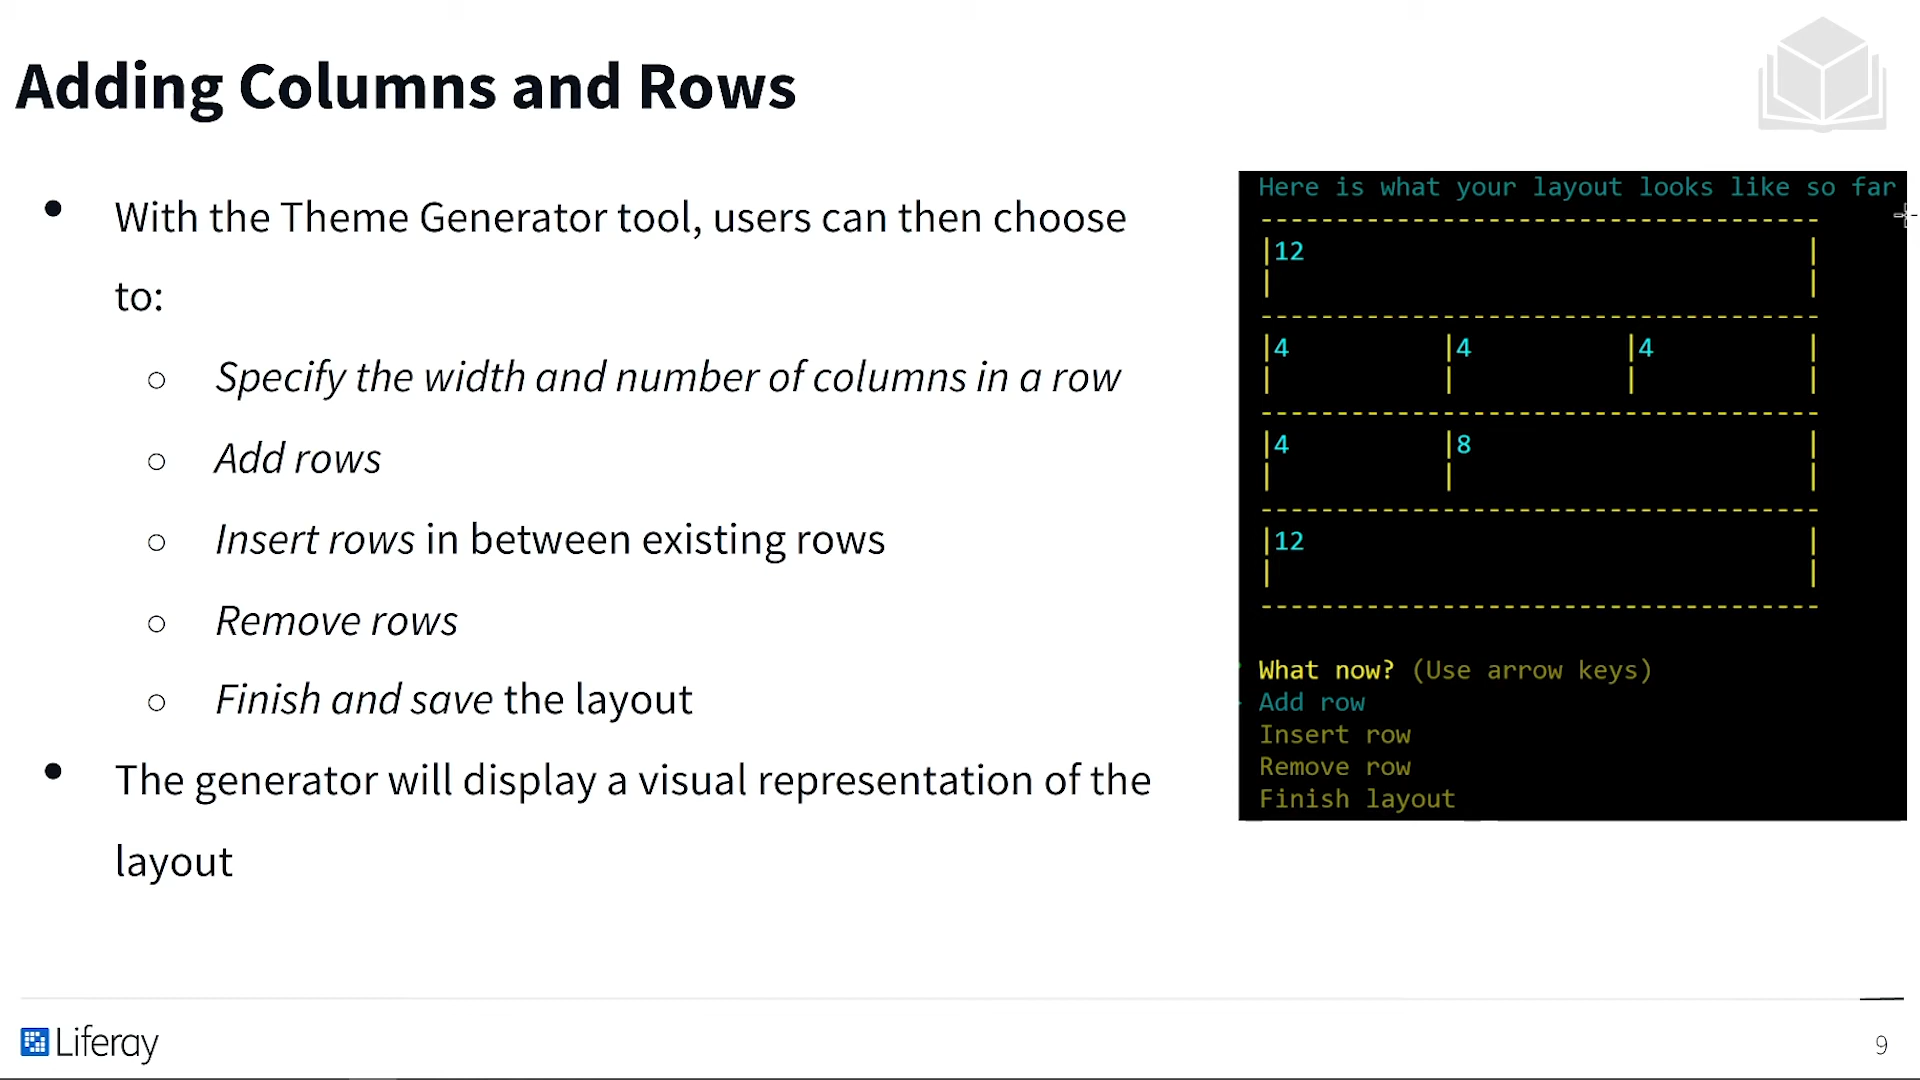 Adding Columns and Rows
• With the Theme Generator tool, users can then choose
to:
○ Specify the width and number of columns in a row
○ Add rows
○ Insert rows in between existing rows
○ Remove rows
○ Finish and save the layout
• The generator will display a visual representation of the
layout
Here is what your layout looks like so far
12
4 4 4
4 8
12
What now? (Use arrow keys)
Add row
Insert row
Remove row
Finish layout
Liferay
9